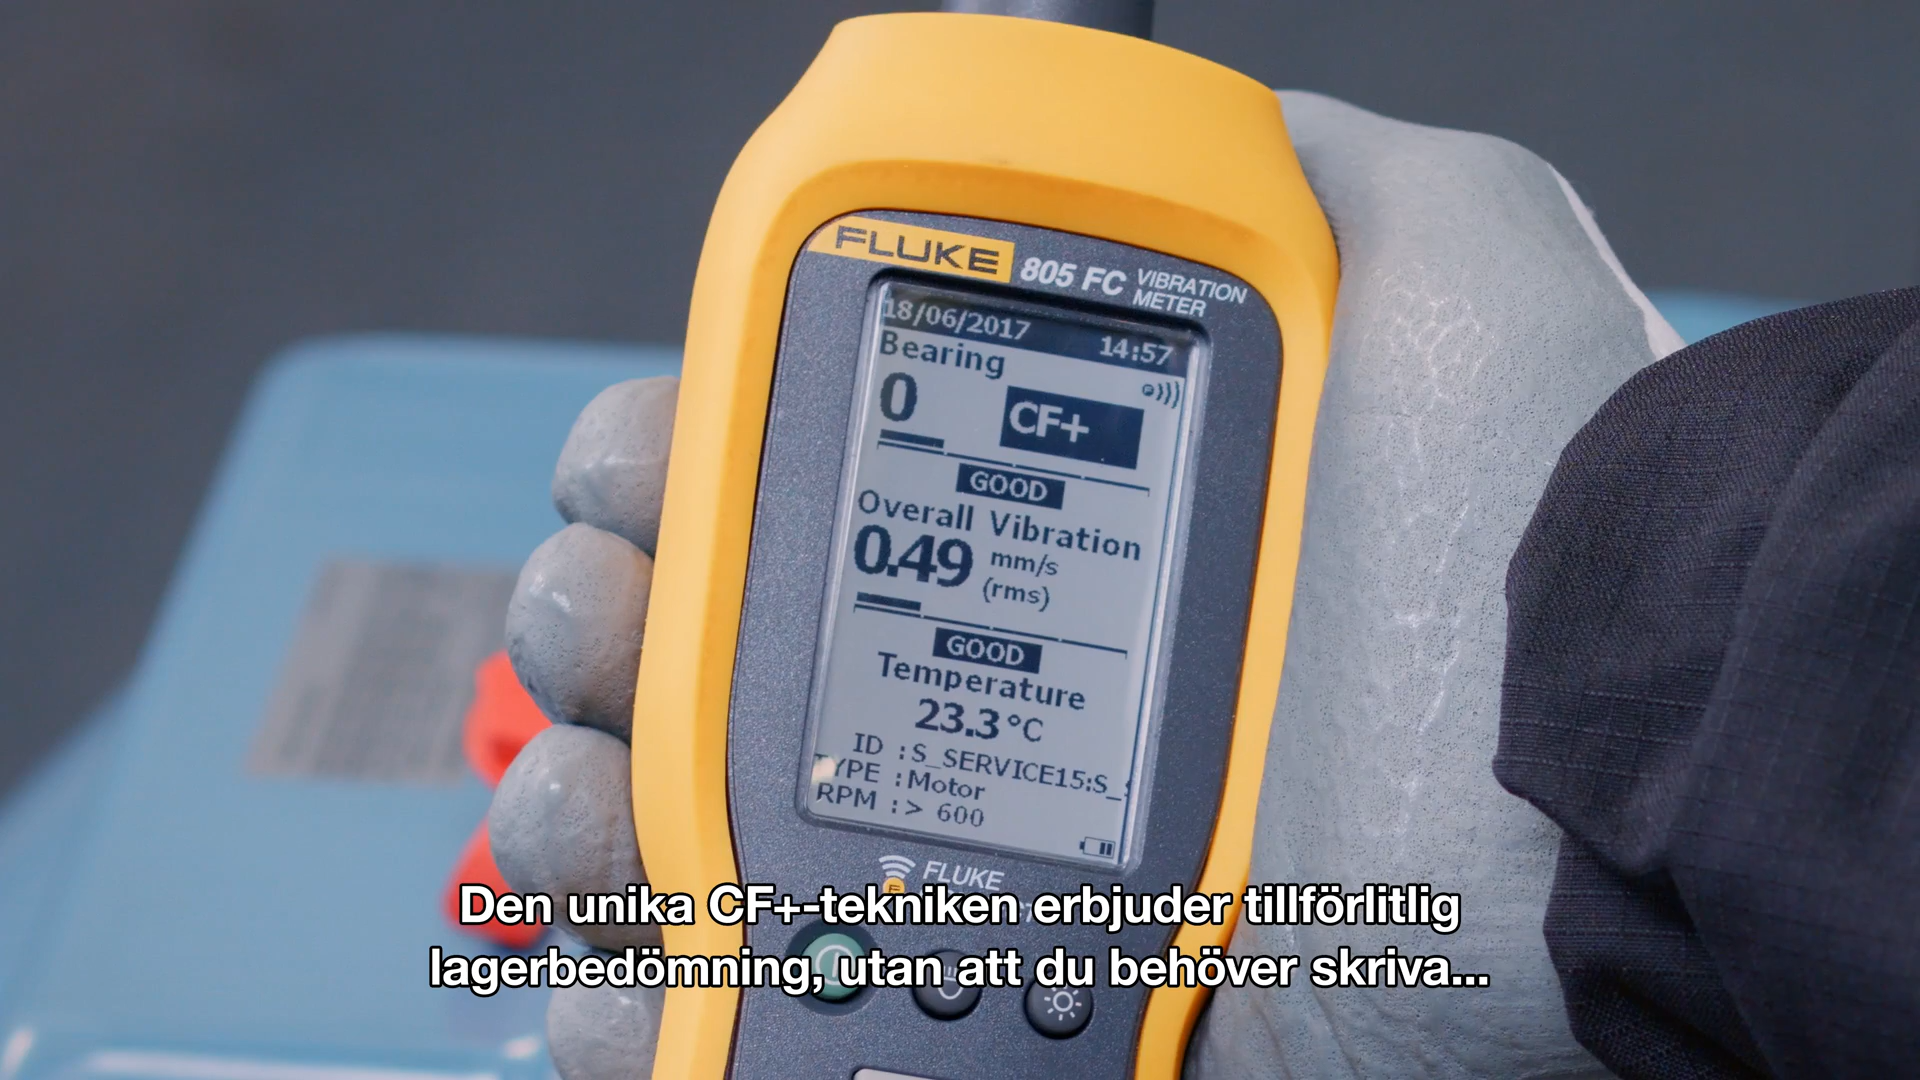 FLUKE 805 FC VIBRATION METER
18/06/2017 14:57
Bearing
0 CF+
GOOD
Overall Vibration
0.49 mm/s
(rms)
GOOD
Temperature
23.3 °C
ID :S_SERVICE15:S_
TYPE :Motor
RPM :> 600
FLUKE
Den unika CF+-tekniken erbjuder tillförlitlig
lagerbedömning, utan att du behöver skriva...